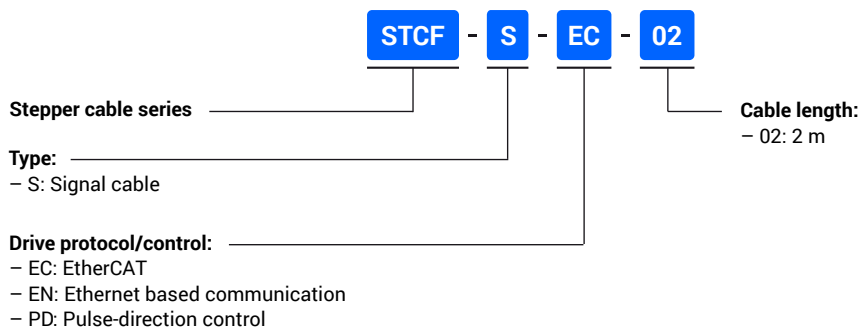 STCF - S - EC - 02
Stepper cable series
Cable length:
– 02: 2 m
Type:
– S: Signal cable
Drive protocol/control:
– EC: EtherCAT
– EN: Ethernet based communication
– PD: Pulse-direction control